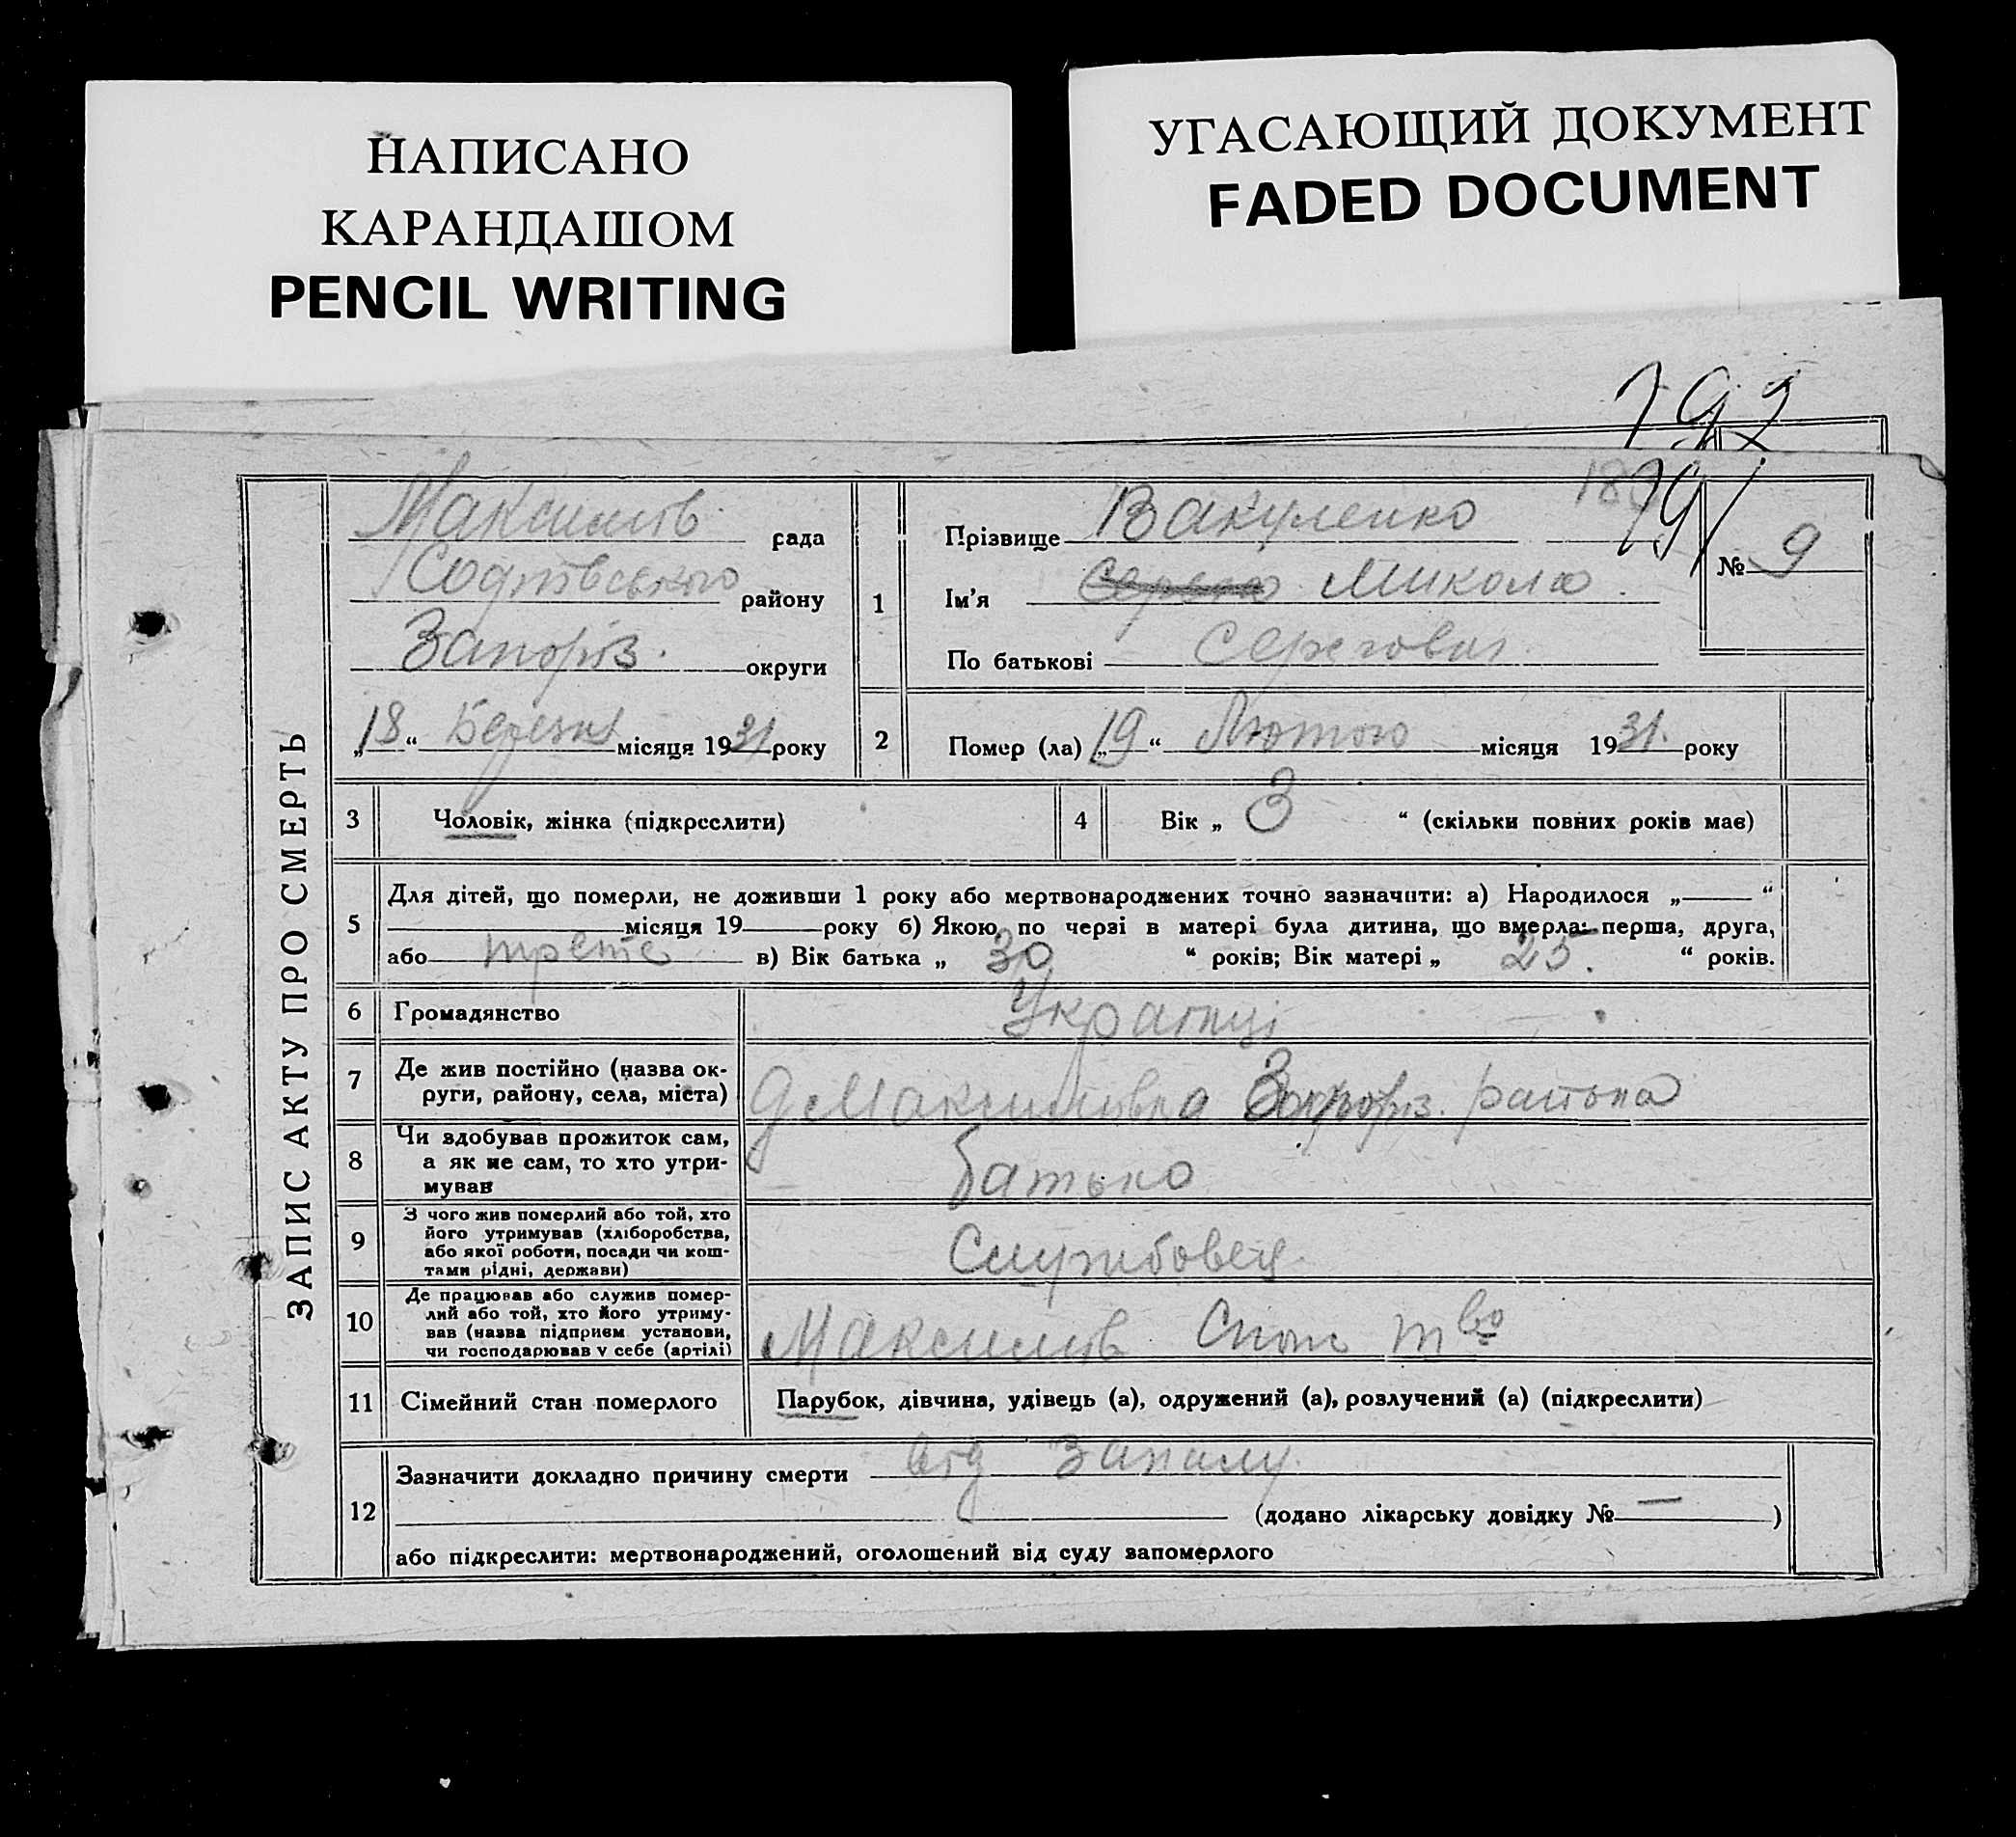 НАПИСАНО
КАРАНДАШОМ
PENCIL WRITING
УГАСАЮЩИЙ ДОКУМЕНТ
FADED DOCUMENT
192
191
ЗАПИС АКТУ ПРО СМЕРТЬ
Максимів. рада
району
Запоріз. округи
„18“ Березня місяця 1931 року
1
Прізвище Вакуленко
Ім'я Микола
По батькові Серегович
№ 9
2 Помер (ла) „19“ Лютого місяця 1931. року
3 Чоловік, жінка (підкреслити)
4 Вік „ 3 “ (скільки повних років має)
5 Для дітей, що померли, не доживши 1 року або мертвонароджених точно зазначити: а) Народилося „—“
місяця 19— року б) Якою по черзі в матері була дитина, що вмерла: перша, друга,
або третє в) Вік батька „ 30 “ років; Вік матері „ 25. “ років.
6 Громадянство Українці
7 Де жив постійно (назва ок-
руги, району, села, міста) Максимівка Запоріз. района
8 Чи здобував прожиток сам,
а як не сам, то хто утри-
мував батько
9 З чого жив померлий або той, хто
його утримував (хліборобства,
або якої роботи, посади чи кош-
тами рідні, держави) Службовец
10 Де працював або служив помер-
лий або той, хто його утриму-
вав (назва підприєм установи,
чи господарював у себе (артілі) Максимів Спож т во
11 Сімейний стан померлого Парубок, дівчина, удівець (а), одружений (а), розлучений (а) (підкреслити)
12 Зазначити докладно причину смерти від Запалу.
(додано лікарську довідку № — )
або підкреслити: мертвонароджений, оголошений від суду запомерлого